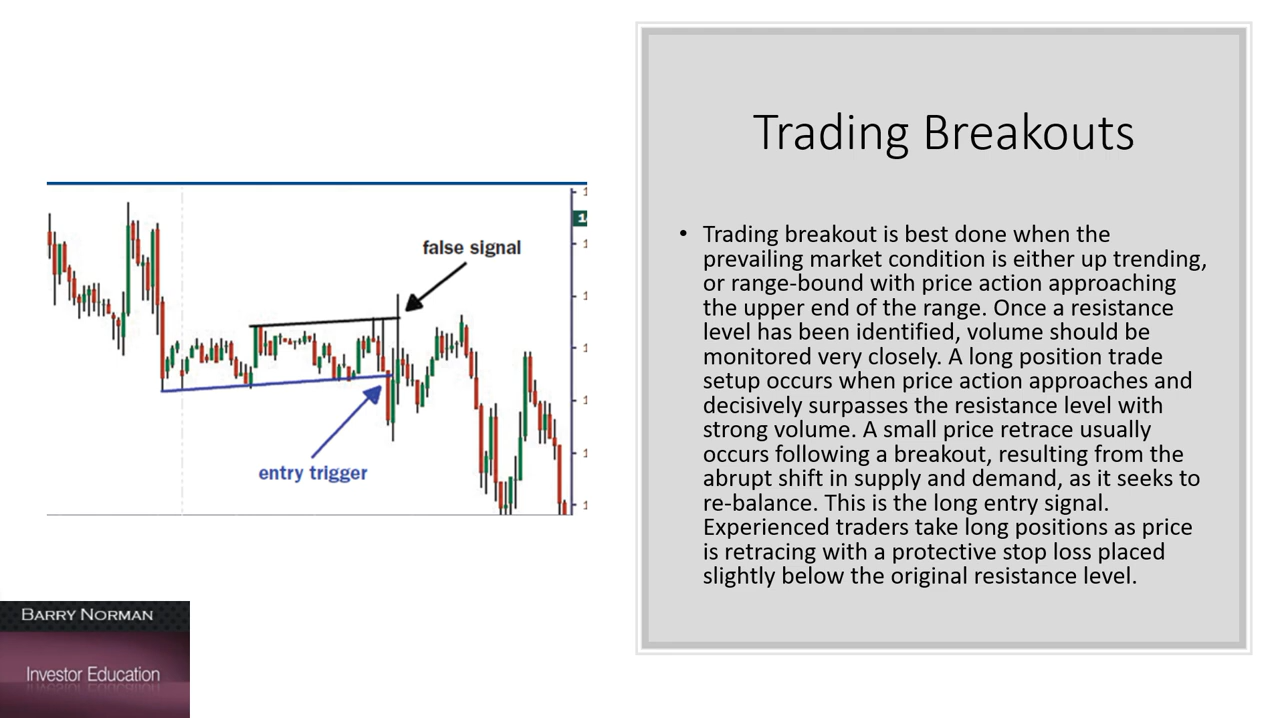 Trading Breakouts
• Trading breakout is best done when the
prevailing market condition is either up trending,
or range-bound with price action approaching
the upper end of the range. Once a resistance
level has been identified, volume should be
monitored very closely. A long position trade
setup occurs when price action approaches and
decisively surpasses the resistance level with
strong volume. A small price retrace usually
occurs following a breakout, resulting from the
abrupt shift in supply and demand, as it seeks to
re-balance. This is the long entry signal.
Experienced traders take long positions as price
is retracing with a protective stop loss placed
slightly below the original resistance level.
false signal
entry trigger
BARRY NORMAN
Investor Education